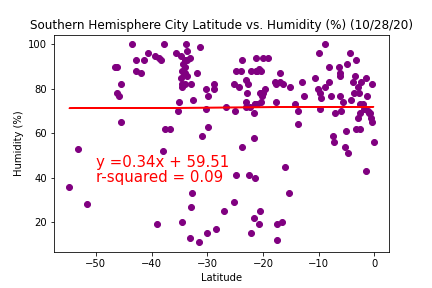 Southern Hemisphere City Latitude vs. Humidity (%) (10/28/20)
100
80
60
40
20
Humidity (%)
y =0.34x + 59.51
r-squared = 0.09
−50
−40
−30
−20
−10
0
Latitude